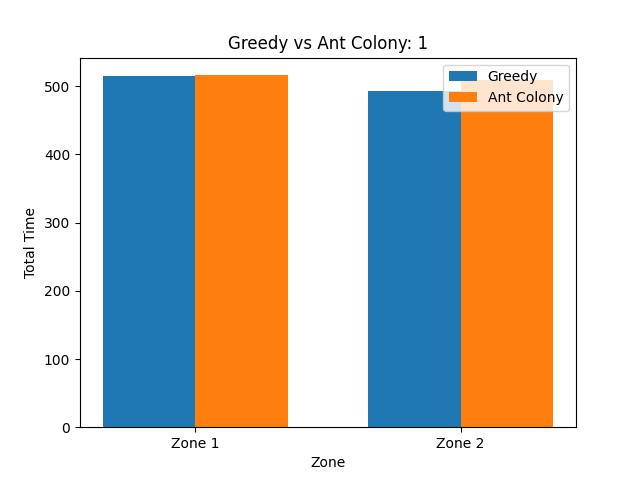 Greedy vs Ant Colony: 1
Greedy
Ant Colony
500
400
300
200
100
0
Total Time
Zone 1
Zone 2
Zone